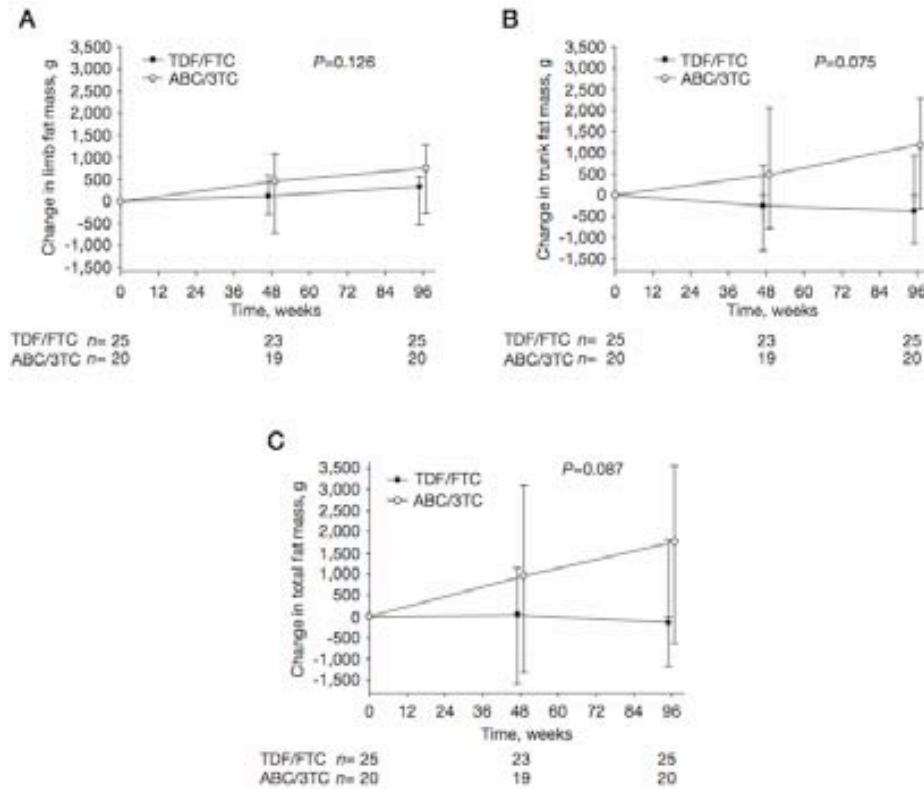 A
TDF/FTC
ABC/3TC
P=0.126
Change in limb fat mass, g
3,500
3,000
2,500
2,000
1,500
1,000
500
0
-500
-1,000
-1,500
0 12 24 36 48 60 72 84 96
Time, weeks
TDF/FTC n= 25 23 25
ABC/3TC n= 20 19 20
B
TDF/FTC
ABC/3TC
P=0.075
Change in trunk fat mass, g
3,500
3,000
2,500
2,000
1,500
1,000
500
0
-500
-1,000
-1,500
0 12 24 36 48 60 72 84 96
Time, weeks
TDF/FTC n= 25 23 25
ABC/3TC n= 20 19 20
C
TDF/FTC
ABC/3TC
P=0.087
Change in total fat mass, g
3,500
3,000
2,500
2,000
1,500
1,000
500
0
-500
-1,000
-1,500
0 12 24 36 48 60 72 84 96
Time, weeks
TDF/FTC n= 25 23 25
ABC/3TC n= 20 19 20